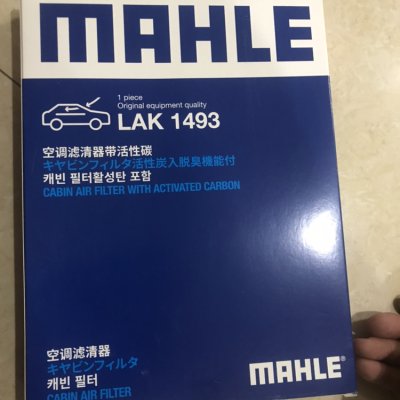 MAHLE
1 piece
Original equipment quality
LAK 1493
空调滤清器带活性碳
キャビンフィルタ活性炭入脱臭機能付
캐빈 필터활성탄 포함
CABIN AIR FILTER WITH ACTIVATED CARBON
空调滤清器
キャビンフィルタ
캐빈 필터
CABIN AIR FILTER
MAHLE®